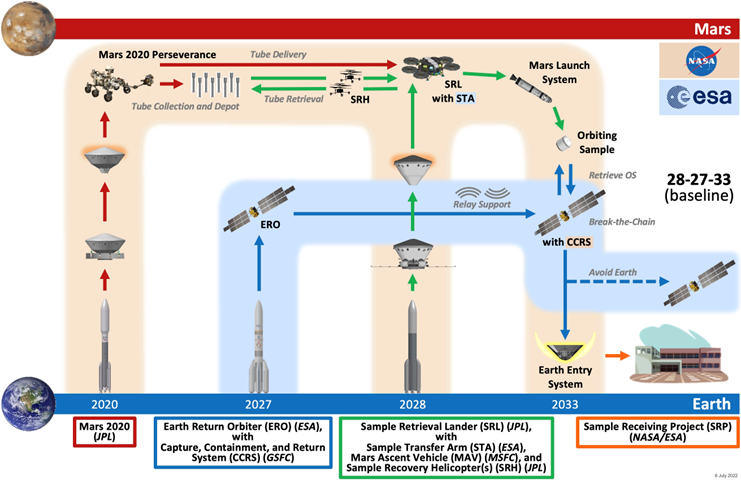 Mars
Mars 2020 Perseverance
Tube Delivery
Tube Collection and Depot
Tube Retrieval
SRH
SRL
with STA
Mars Launch
System
NASA
esa
Orbiting
Sample
Retrieve OS
28-27-33
(baseline)
Relay Support
Break-the-Chain
ERO
with CCRS
Avoid Earth
Earth Entry
System
2020
2027
2028
2033
Earth
Mars 2020
(JPL)
Earth Return Orbiter (ERO) (ESA),
with
Capture, Containment, and Return
System (CCRS) (GSFC)
Sample Retrieval Lander (SRL) (JPL),
with
Sample Transfer Arm (STA) (ESA),
Mars Ascent Vehicle (MAV) (MSFC), and
Sample Recovery Helicopter(s) (SRH) (JPL)
Sample Receiving Project (SRP)
(NASA/ESA)
6 July 2022